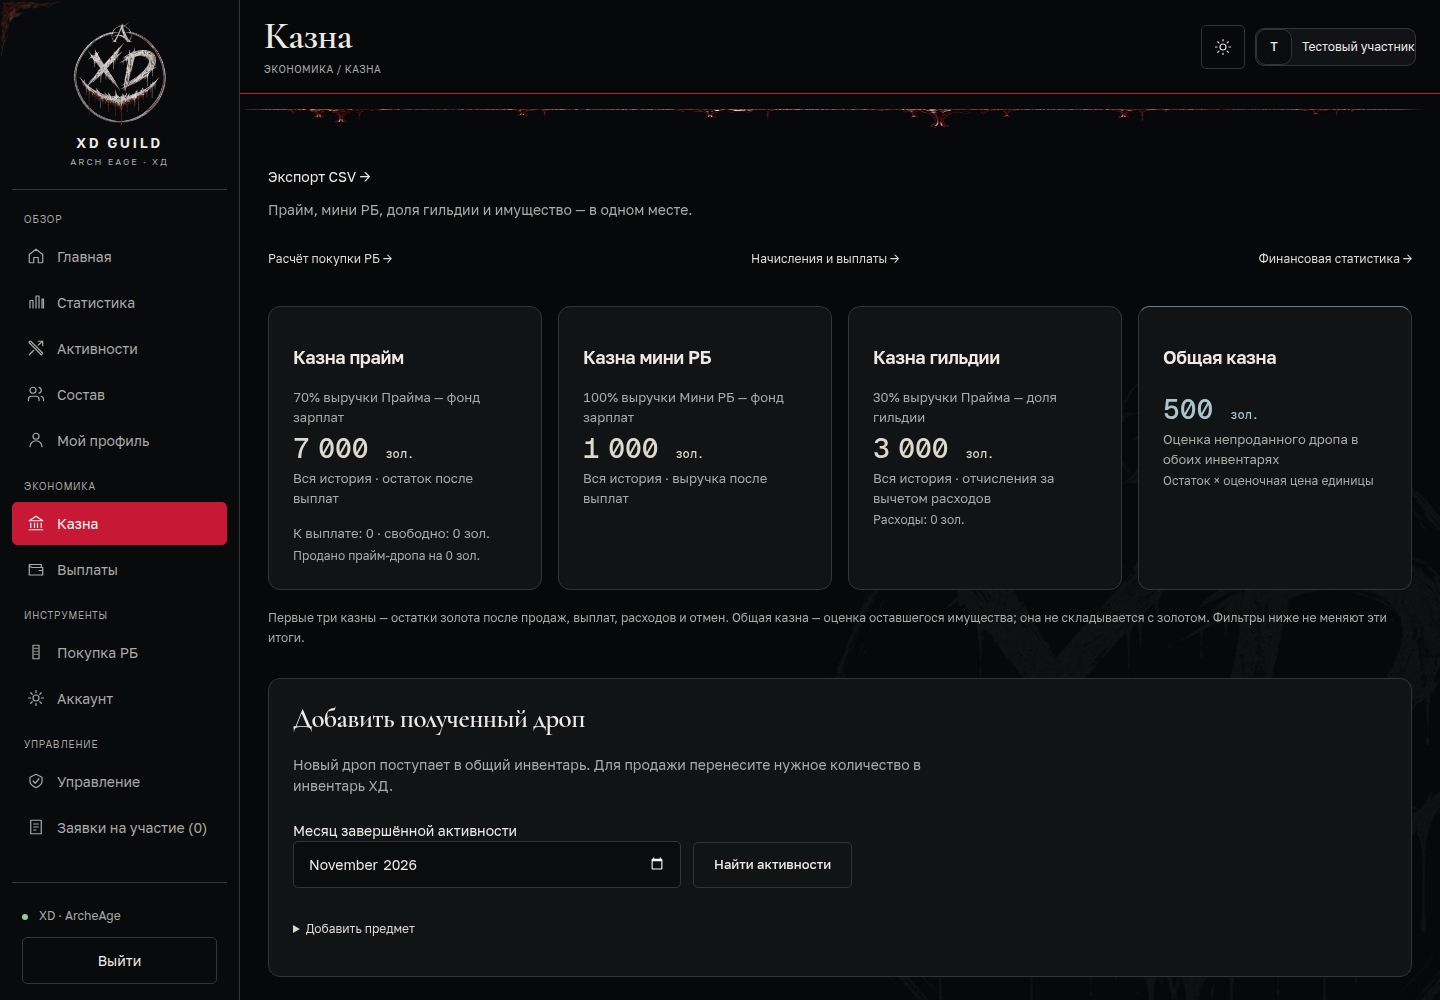 XD
XD GUILD
ARCH EAGE · ХД
ОБЗОР
Главная
Статистика
Активности
Состав
Мой профиль
ЭКОНОМИКА
Казна
Выплаты
ИНСТРУМЕНТЫ
Покупка РБ
Аккаунт
УПРАВЛЕНИЕ
Управление
Заявки на участие (0)
XD · ArcheAge
Выйти
Казна
ЭКОНОМИКА / КАЗНА
Т Тестовый участник
Экспорт CSV →
Прайм, мини РБ, доля гильдии и имущество — в одном месте.
Расчёт покупки РБ → Начисления и выплаты → Финансовая статистика →
Казна прайм
70% выручки Прайма — фонд
зарплат
7 000 зол.
Вся история · остаток после
выплат
К выплате: 0 · свободно: 0 зол.
Продано прайм-дропа на 0 зол.
Казна мини РБ
100% выручки Мини РБ — фонд
зарплат
1 000 зол.
Вся история · выручка после
выплат
Казна гильдии
30% выручки Прайма — доля
гильдии
3 000 зол.
Вся история · отчисления за
вычетом расходов
Расходы: 0 зол.
Общая казна
500 зол.
Оценка непроданного дропа в
обоих инвентарях
Остаток × оценочная цена единицы
Первые три казны — остатки золота после продаж, выплат, расходов и отмен. Общая казна — оценка оставшегося имущества; она не складывается с золотом. Фильтры ниже не меняют эти
итоги.
Добавить полученный дроп
Новый дроп поступает в общий инвентарь. Для продажи перенесите нужное количество в
инвентарь ХД.
Месяц завершённой активности
November 2026 Найти активности
▶ Добавить предмет